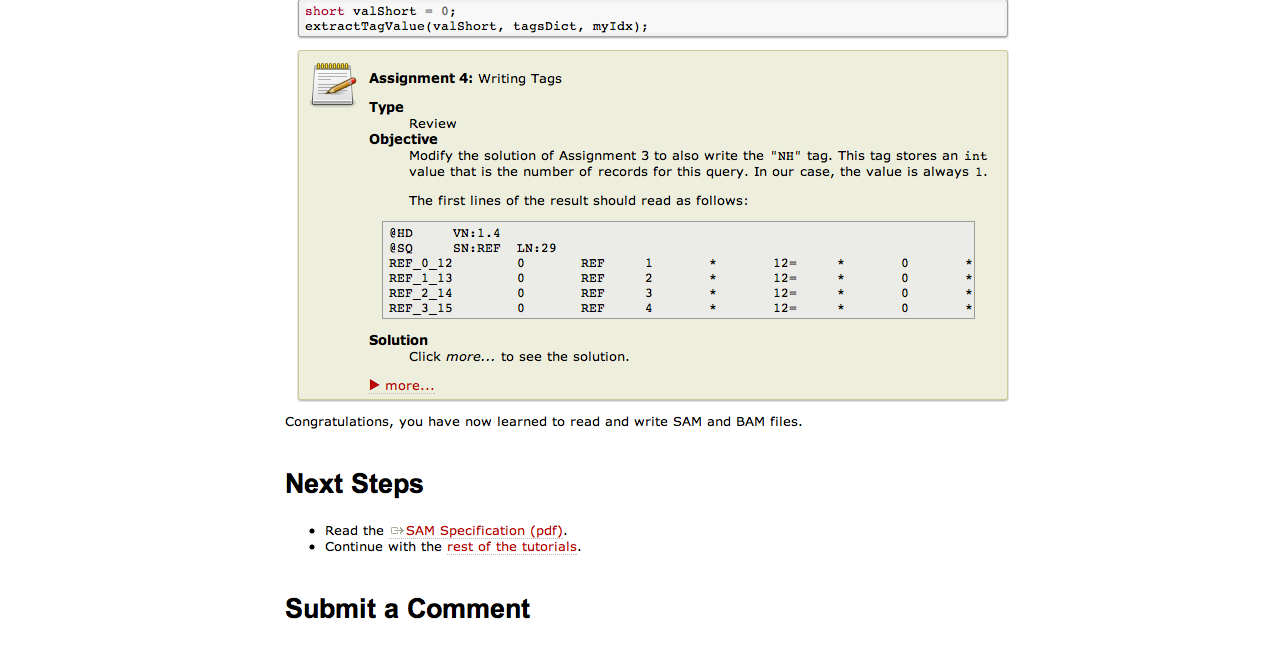 short valShort = 0;
extractTagValue(valShort, tagsDict, myIdx);
Assignment 4: Writing Tags
Type
Review
Objective
Modify the solution of Assignment 3 to also write the "NH" tag. This tag stores an int
value that is the number of records for this query. In our case, the value is always 1.
The first lines of the result should read as follows:
@HD VN:1.4
@SQ SN:REF LN:29
REF_0_12 0 REF 1 * 12= * 0 *
REF_1_13 0 REF 2 * 12= * 0 *
REF_2_14 0 REF 3 * 12= * 0 *
REF_3_15 0 REF 4 * 12= * 0 *
Solution
Click more... to see the solution.
more...
Congratulations, you have now learned to read and write SAM and BAM files.
Next Steps
• Read the SAM Specification (pdf).
• Continue with the rest of the tutorials.
Submit a Comment